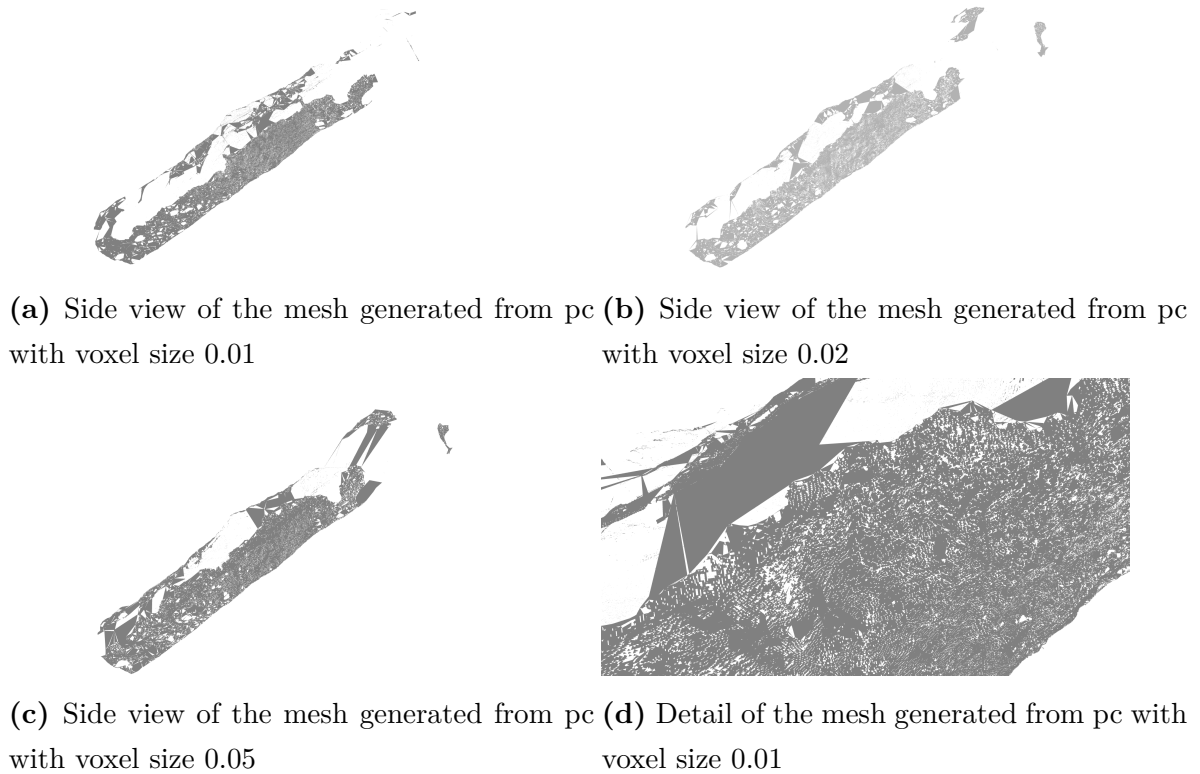 (a) Side view of the mesh generated from pc
with voxel size 0.01
(b) Side view of the mesh generated from pc
with voxel size 0.02
(c) Side view of the mesh generated from pc
with voxel size 0.05
(d) Detail of the mesh generated from pc with
voxel size 0.01